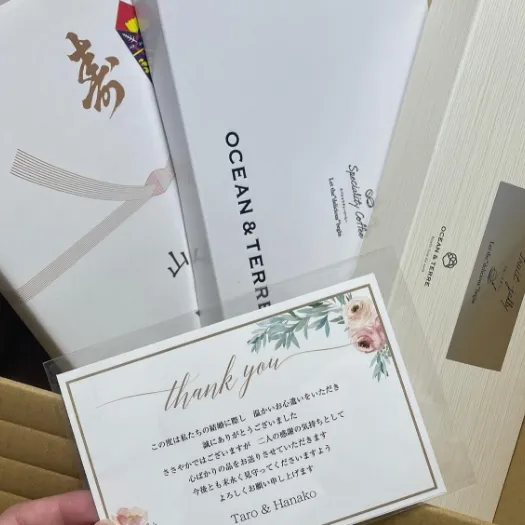 寿
OCEAN & TERRE
Speciality Coffee
Let the "delicious" begin
OCEAN & TERRE
thank you
この度は私たちの結婚に際し 温かいお心遣いをいただき
誠にありがとうございました
ささやかではございますが 二人の感謝の気持ちとして
心ばかりの品をお送りさせていただきます
今後とも末永く見守ってくださいますよう
よろしくお願い申し上げます
Taro & Hanako